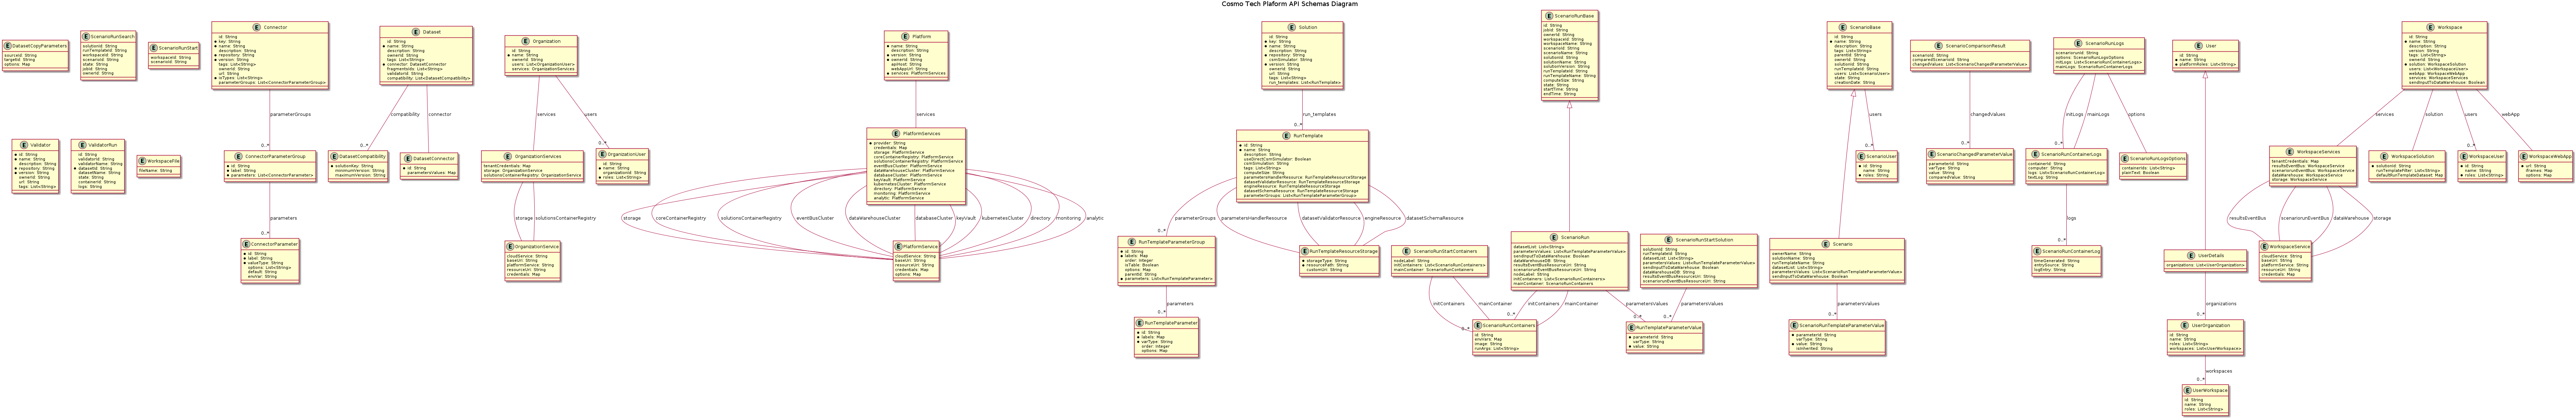 Cosmo Tech Plaform API Schemas Diagram
DatasetCopyParameters
sourceId: String
targetId: String
options: Map
ScenarioRunSearch
solutionId: String
runTemplateId: String
workspaceId: String
scenarioId: String
state: String
jobId: String
ownerId: String
ScenarioRunStart
workspaceId: String
scenarioId: String
Connector
id: String
key: String
name: String
description: String
repository: String
version: String
tags: List<String>
ownerId: String
url: String
ioTypes: List<String>
parameterGroups: List<ConnectorParameterGroup>
Dataset
id: String
name: String
description: String
ownerId: String
tags: List<String>
connector: DatasetConnector
fragmentsIds: List<String>
validatorId: String
compatbility: List<DatasetCompatibility>
Organization
id: String
name: String
ownerId: String
users: List<OrganizationUser>
services: OrganizationServices
Platform
name: String
description: String
version: String
ownerId: String
apiHost: String
webAppUrl: String
services: PlatformServices
Solution
id: String
key: String
name: String
description: String
repository: String
csmSimulator: String
version: String
ownerId: String
url: String
tags: List<String>
run_templates: List<RunTemplate>
ScenarioRunBase
id: String
jobId: String
ownerId: String
workspaceId: String
workspaceName: String
scenarioId: String
scenarioName: String
solutionId: String
solutionName: String
solutionVersion: String
runTemplateId: String
runTemplateName: String
computeSize: String
state: String
startTime: String
endTime: String
ScenarioBase
id: String
name: String
description: String
tags: List<String>
parentId: String
ownerId: String
solutionId: String
runTemplateId: String
users: List<ScenarioUser>
state: String
creationDate: String
ScenarioComparisonResult
scenarioId: String
comparedScenarioId: String
changedValues: List<ScenarioChangedParameterValue>
ScenarioRunLogs
scenariorunId: String
options: ScenarioRunLogsOptions
initLogs: List<ScenarioRunContainerLogs>
mainLogs: ScenarioRunContainerLogs
User
id: String
name: String
platformRoles: List<String>
Workspace
id: String
name: String
description: String
version: String
tags: List<String>
ownerId: String
solution: WorkspaceSolution
users: List<WorkspaceUser>
webApp: WorkspaceWebApp
services: WorkspaceServices
sendInputToDataWarehouse: Boolean
parameterGroups
compatibility
connector
services
users
services
run_templates
users
changedValues
initLogs
mainLogs
options
services
solution
users
webApp
0..*
0..*
0..*
0..*
0..*
0..*
0..*
0..*
Validator
id: String
name: String
description: String
repository: String
version: String
ownerId: String
url: String
tags: List<String>
ValidatorRun
id: String
validatorId: String
validatorName: String
datasetId: String
datasetName: String
state: String
containerId: String
logs: String
WorkspaceFile
fileName: String
ConnectorParameterGroup
id: String
label: String
parameters: List<ConnectorParameter>
DatasetCompatibility
solutionKey: String
minimumVersion: String
maximumVersion: String
DatasetConnector
id: String
parametersValues: Map
OrganizationServices
tenantCredentials: Map
storage: OrganizationService
solutionsContainerRegistry: OrganizationService
OrganizationUser
id: String
name: String
organizationId: String
roles: List<String>
PlatformServices
provider: String
credentials: Map
storage: PlatformService
coreContainerRegistry: PlatformService
solutionsContainerRegistry: PlatformService
eventBusCluster: PlatformService
dataWarehouseCluster: PlatformService
databaseCluster: PlatformService
keyVault: PlatformService
kubernetesCluster: PlatformService
directory: PlatformService
monitoring: PlatformService
analytic: PlatformService
RunTemplate
id: String
name: String
description: String
useDirectCsmSimulator: Boolean
csmSimulation: String
tags: List<String>
computeSize: String
parametersHandlerResource: RunTemplateResourceStorage
datasetValidatorResource: RunTemplateResourceStorage
engineResource: RunTemplateResourceStorage
datasetSchemaResource: RunTemplateResourceStorage
parameterGroups: List<RunTemplateParameterGroup>
ScenarioUser
id: String
name: String
roles: String
ScenarioChangedParameterValue
parameterId: String
varType: String
value: String
comparedValue: String
ScenarioRunContainerLogs
containerId: String
computer: String
logs: List<ScenarioRunContainerLog>
textLog: String
ScenarioRunLogsOptions
containerIds: List<String>
plainText: Boolean
WorkspaceServices
tenantCredentials: Map
resultsEventBus: WorkspaceService
scenariorunEventBus: WorkspaceService
dataWarehouse: WorkspaceService
storage: WorkspaceService
WorkspaceSolution
solutionId: String
runTemplateFilter: List<String>
defaultRunTemplateDataset: Map
WorkspaceUser
id: String
name: String
roles: List<String>
WorkspaceWebApp
url: String
iframes: Map
options: Map
parameters
storage
solutionsContainerRegistry
storage
coreContainerRegistry
solutionsContainerRegistry
eventBusCluster
dataWarehouseCluster
databaseCluster
keyVault
kubernetesCluster
directory
monitoring
analytic
parameterGroups
parametersHandlerResource
datasetValidatorResource
engineResource
datasetSchemaResource
logs
resultsEventBus
scenariorunEventBus
dataWarehouse
storage
0..*
0..*
0..*
ConnectorParameter
id: String
label: String
valueType: String
options: List<String>
default: String
envVar: String
OrganizationService
cloudService: String
baseUri: String
platformService: String
resourceUri: String
credentials: Map
PlatformService
cloudService: String
baseUri: String
resourceUri: String
credentials: Map
options: Map
RunTemplateParameterGroup
id: String
labels: Map
order: Integer
isTable: Boolean
options: Map
parentId: String
parameters: List<RunTemplateParameter>
RunTemplateResourceStorage
storageType: String
resourcePath: String
customUri: String
ScenarioRunStartContainers
nodeLabel: String
initContainers: List<ScenarioRunContainers>
mainContainer: ScenarioRunContainers
ScenarioRun
datasetList: List<String>
parametersValues: List<RunTemplateParameterValue>
sendInputToDataWarehouse: Boolean
dataWarehouseDB: String
resultsEventBusResourceUri: String
scenariorunEventBusResourceUri: String
nodeLabel: String
initContainers: List<ScenarioRunContainers>
mainContainer: ScenarioRunContainers
ScenarioRunStartSolution
solutionId: String
runTemplateId: String
datasetList: List<String>
parametersValues: List<RunTemplateParameterValue>
sendInputToDataWarehouse: Boolean
dataWarehouseDB: String
resultsEventBusResourceUri: String
scenariorunEventBusResourceUri: String
Scenario
ownerName: String
solutionName: String
runTemplateName: String
datasetList: List<String>
parametersValues: List<ScenarioRunTemplateParameterValue>
sendInputToDataWarehouse: Boolean
ScenarioRunContainerLog
timeGenerated: String
entrySource: String
logEntry: String
UserDetails
organizations: List<UserOrganization>
WorkspaceService
cloudService: String
baseUri: String
platformService: String
resourceUri: String
credentials: Map
parameters
initContainers
mainContainer
initContainers
mainContainer
parametersValues
parametersValues
parametersValues
organizations
0..*
0..*
0..*
0..*
0..*
0..*
0..*
RunTemplateParameter
id: String
labels: Map
varType: String
order: Integer
options: Map
ScenarioRunContainers
id: String
envVars: Map
image: String
runArgs: List<String>
RunTemplateParameterValue
parameterId: String
varType: String
value: String
ScenarioRunTemplateParameterValue
parameterId: String
varType: String
value: String
isInherited: String
UserOrganization
id: String
name: String
roles: List<String>
workspaces: List<UserWorkspace>
workspaces
0..*
UserWorkspace
id: String
name: String
roles: List<String>